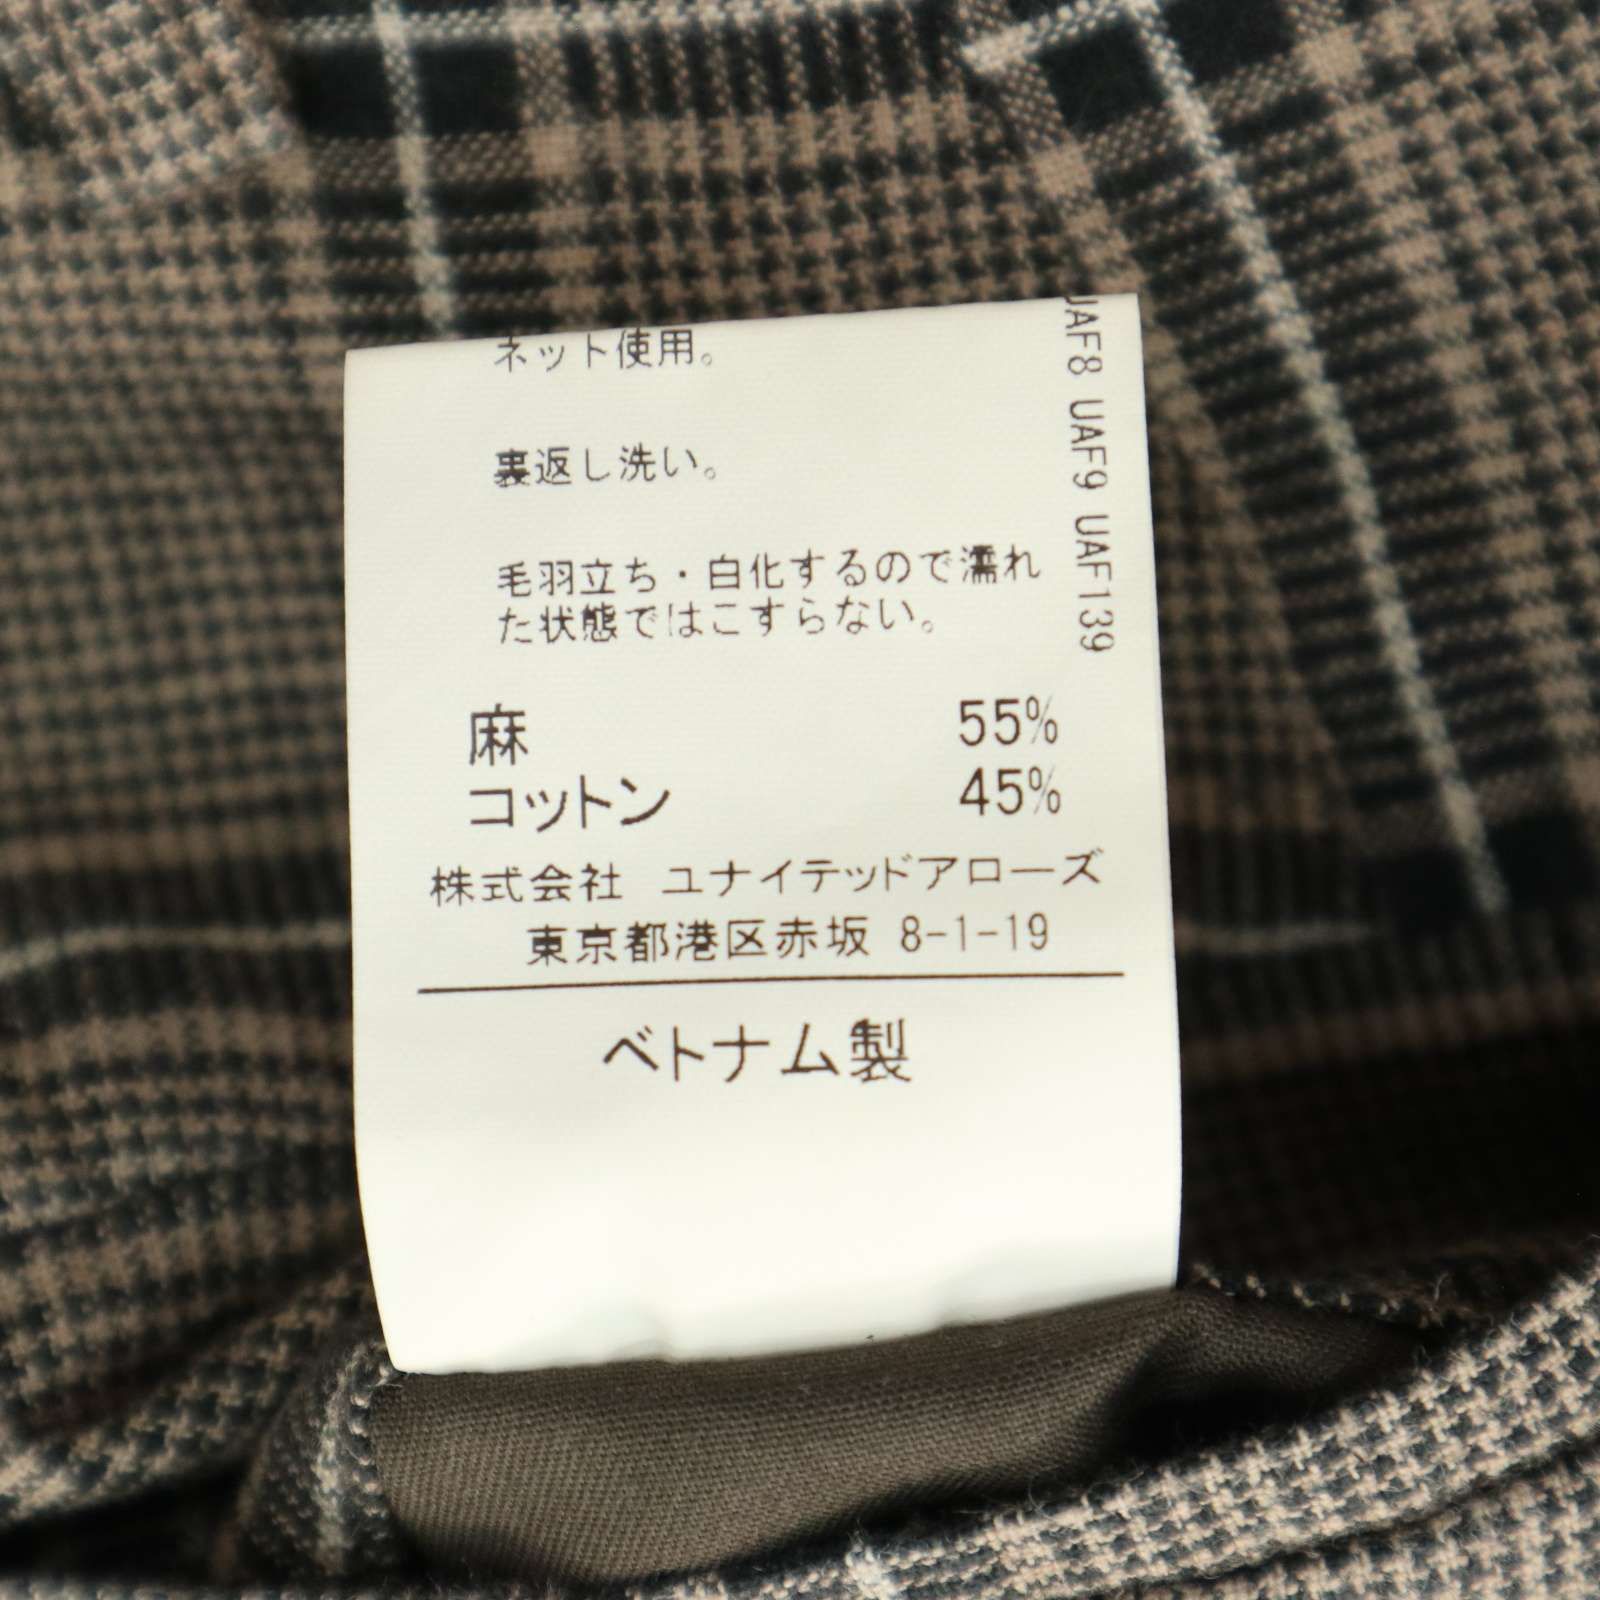 ネット使用。
裏返し洗い。
毛羽立ち・白化するので濡れ
た状態ではこすらない。
麻 55%
コットン 45%
株式会社 ユナイテッドアローズ
東京都港区赤坂 8-1-19
ベトナム製
UAF8 UAF9 UAF139